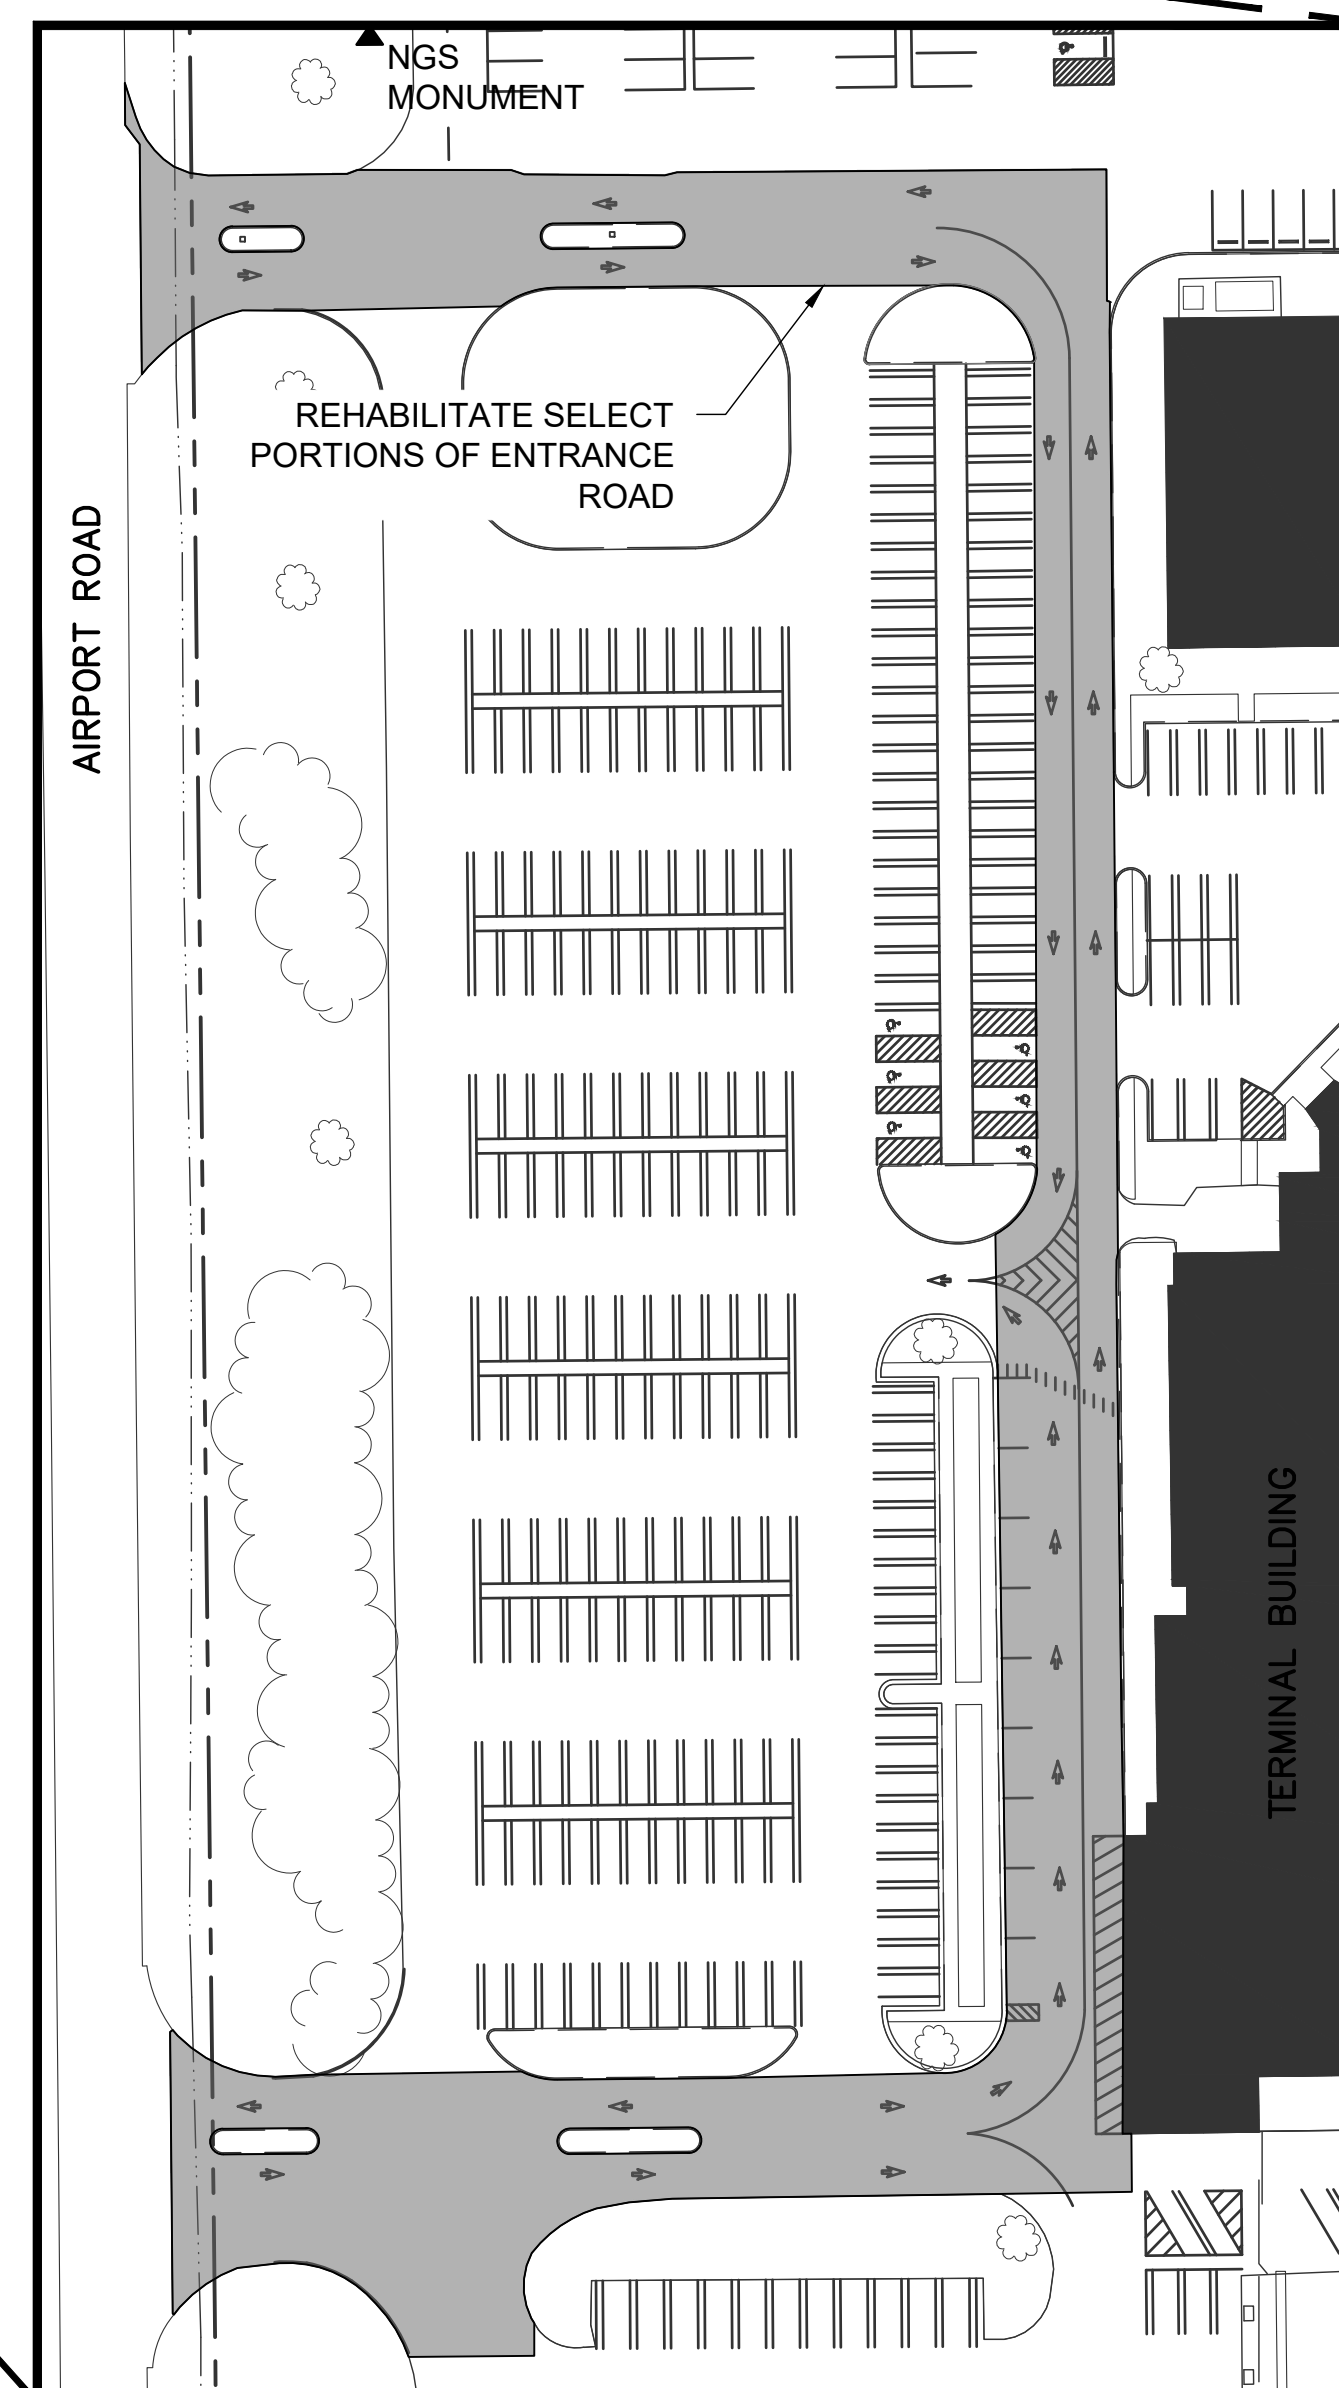 NGS
MONUMENT
REHABILITATE SELECT
PORTIONS OF ENTRANCE
ROAD
AIRPORT ROAD
TERMINAL BUILDING